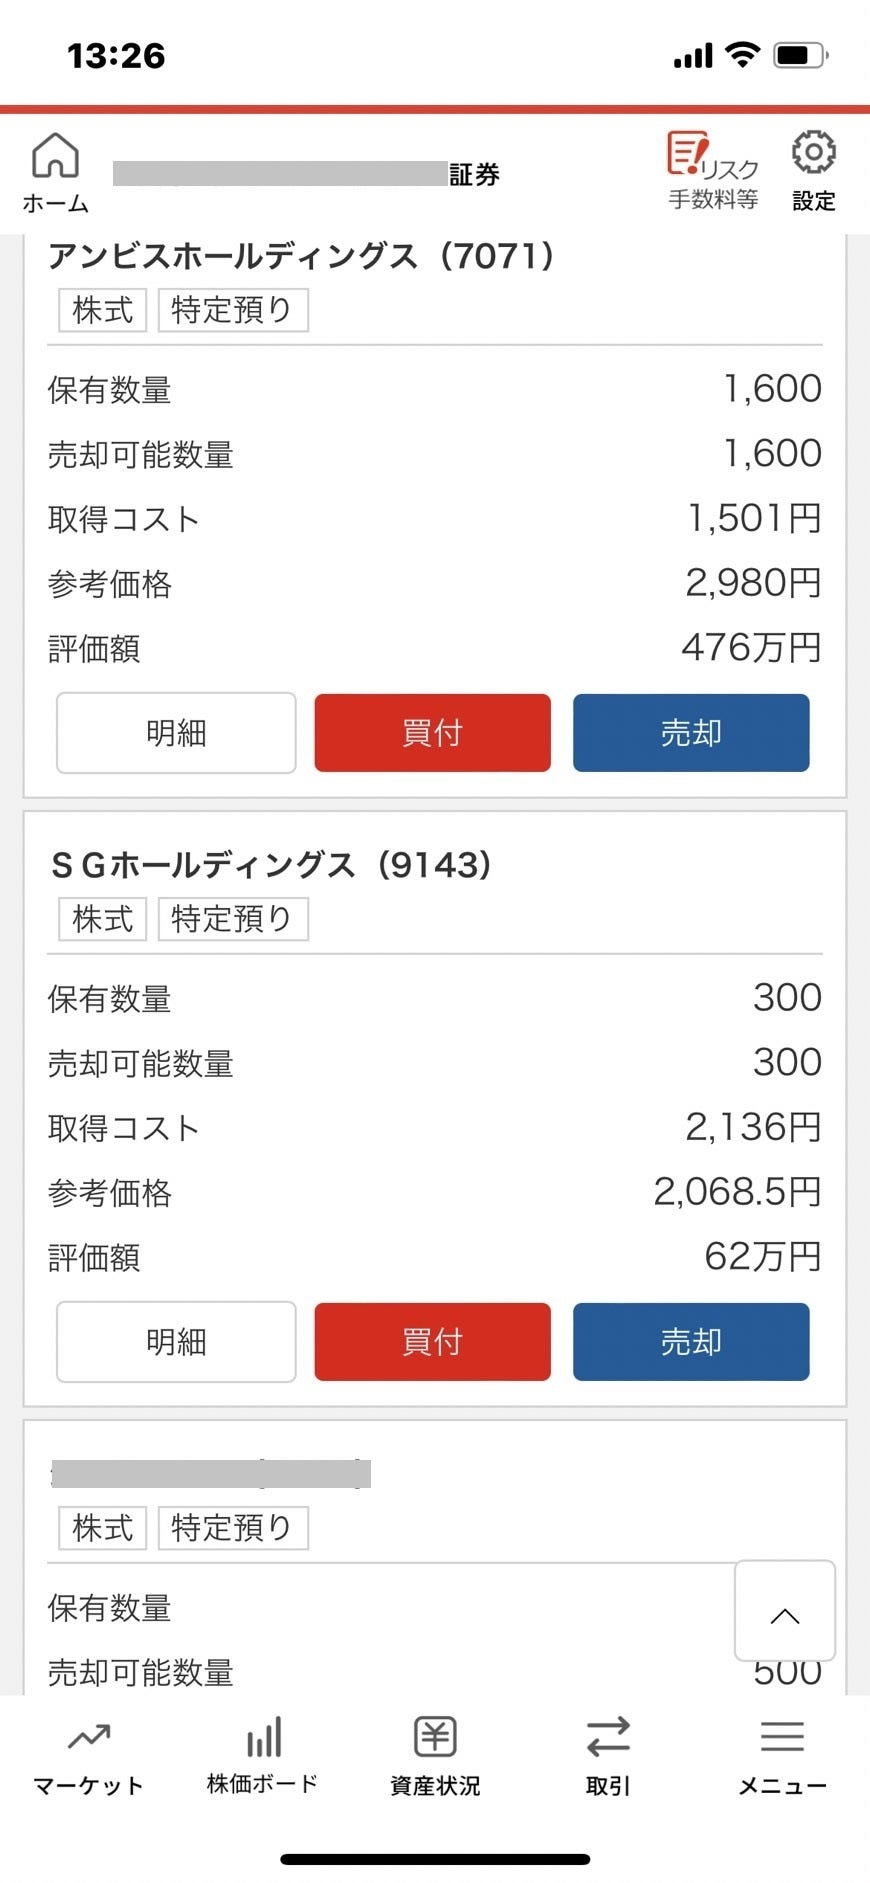 13:26
証券
リスク
ホーム
手数料等
設定
アンビスホールディングス（7071）
株式 特定預り
保有数量 1,600
売却可能数量 1,600
取得コスト 1,501円
参考価格 2,980円
評価額 476万円
明細 買付 売却
ＳＧホールディングス（9143）
株式 特定預り
保有数量 300
売却可能数量 300
取得コスト 2,136円
参考価格 2,068.5円
評価額 62万円
明細 買付 売却
株式 特定預り
保有数量
売却可能数量 500
マーケット 株価ボード 資産状況 取引 メニュー